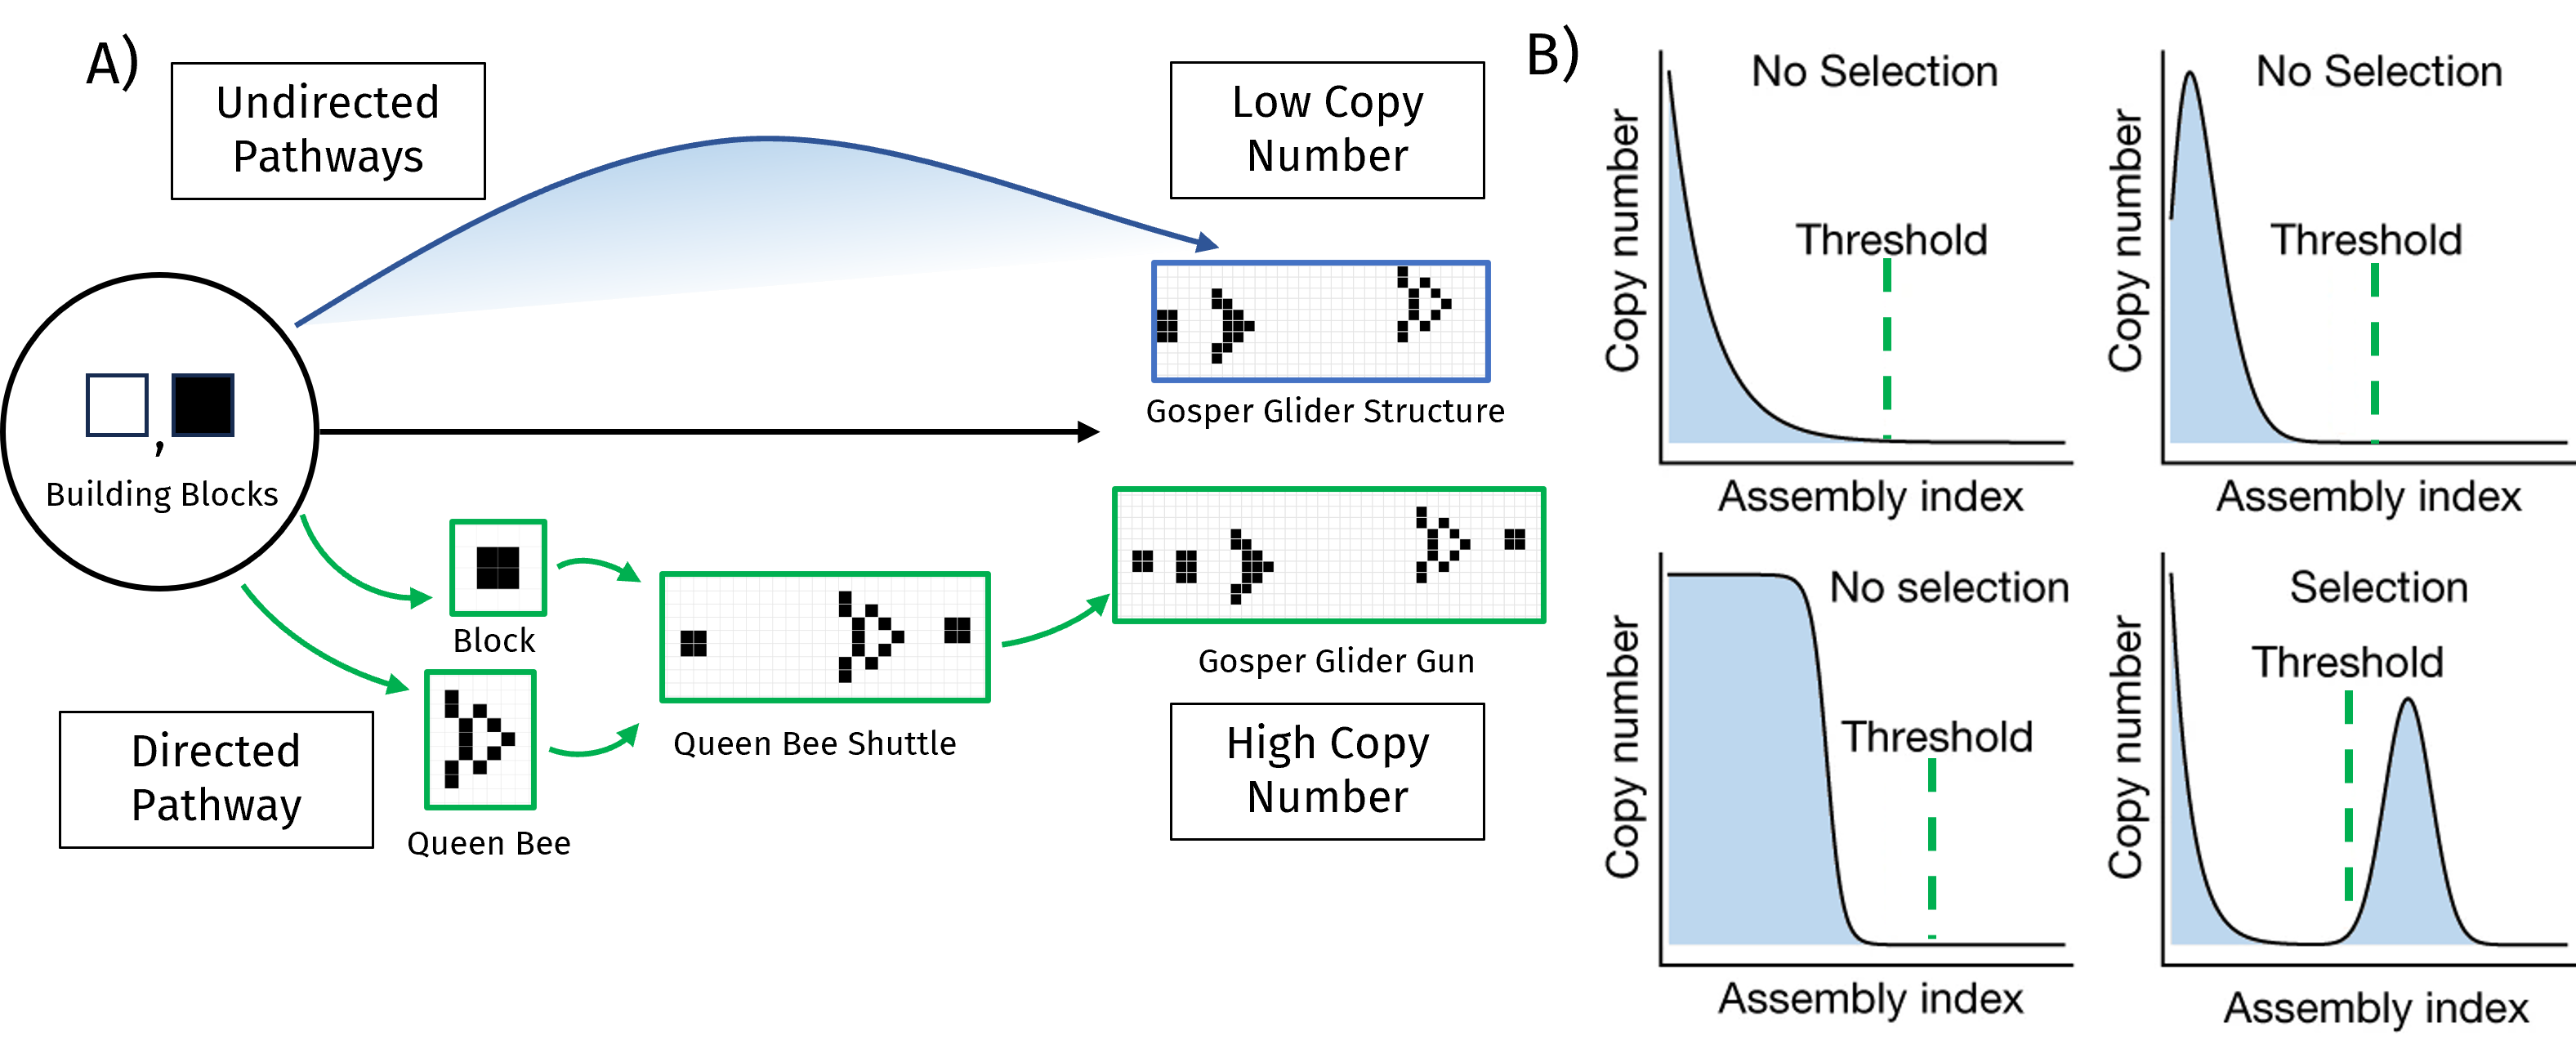 A)
Undirected
Pathways
Low Copy
Number
Gosper Glider Structure
,
Building Blocks
Block
Queen Bee
Queen Bee Shuttle
Gosper Glider Gun
Directed
Pathway
High Copy
Number
B)
No Selection
Threshold
Copy number
Assembly index
No Selection
Threshold
Copy number
Assembly index
No selection
Threshold
Copy number
Assembly index
Selection
Threshold
Copy number
Assembly index